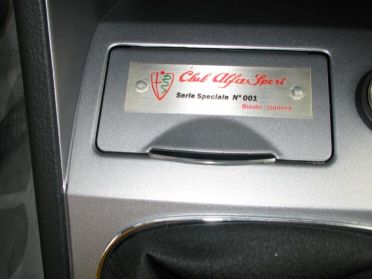 Club Alfa Sport
Serie Speciale N° 001